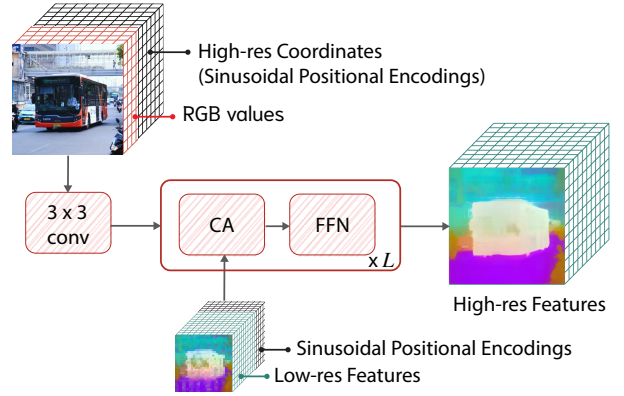 High-res Coordinates
(Sinusoidal Positional Encodings)
RGB values
3 x 3
conv
CA
FFN
x L
High-res Features
Sinusoidal Positional Encodings
Low-res Features